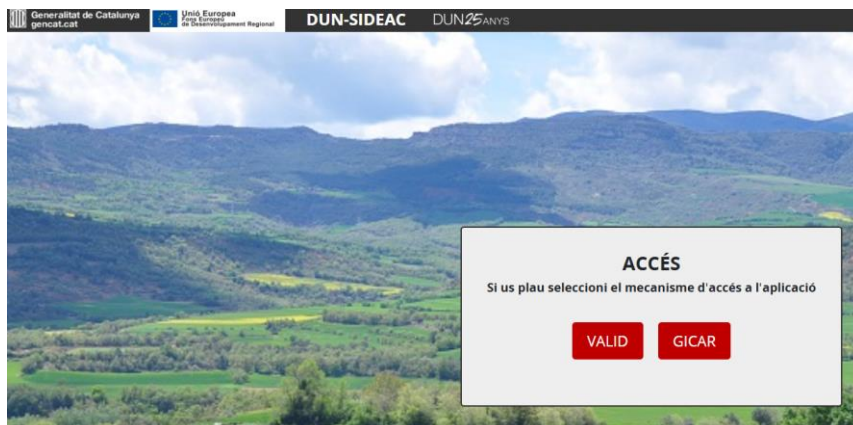 Generalitat de Catalunya
gencat.cat
Unió Europea
Fons Europeu
de Desenvolupament Regional
DUN-SIDEAC
DUN25ANYS
ACCÉS
Si us plau seleccioni el mecanisme d'accés a l'aplicació
VALID
GICAR